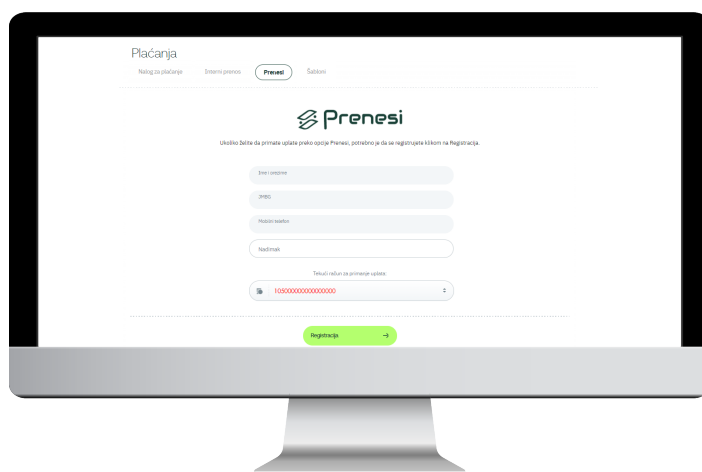 Plaćanja
Nalog za plaćanje Interni prenos Prenesi Šabloni
Prenesi
Ukoliko želite da primate uplate preko opcije Prenesi, potrebno je da se registrujete klikom na Registracija.
Ime i prezime
JMBG
Mobilni telefon
Nadimak
Tekući račun za primanje uplata:
105000000000000000
Registracija